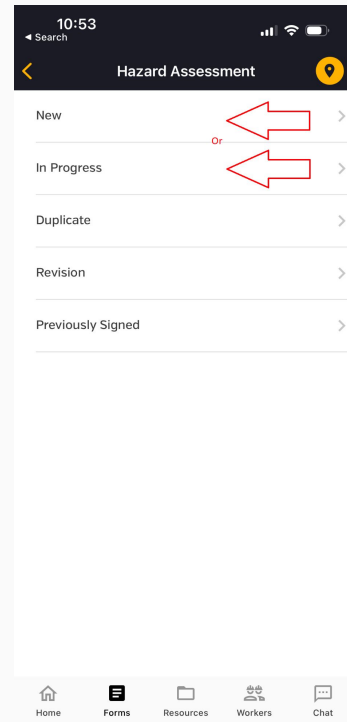 10:53
Search
Hazard Assessment
New
Or
In Progress
Duplicate
Revision
Previously Signed
Home Forms Resources Workers Chat